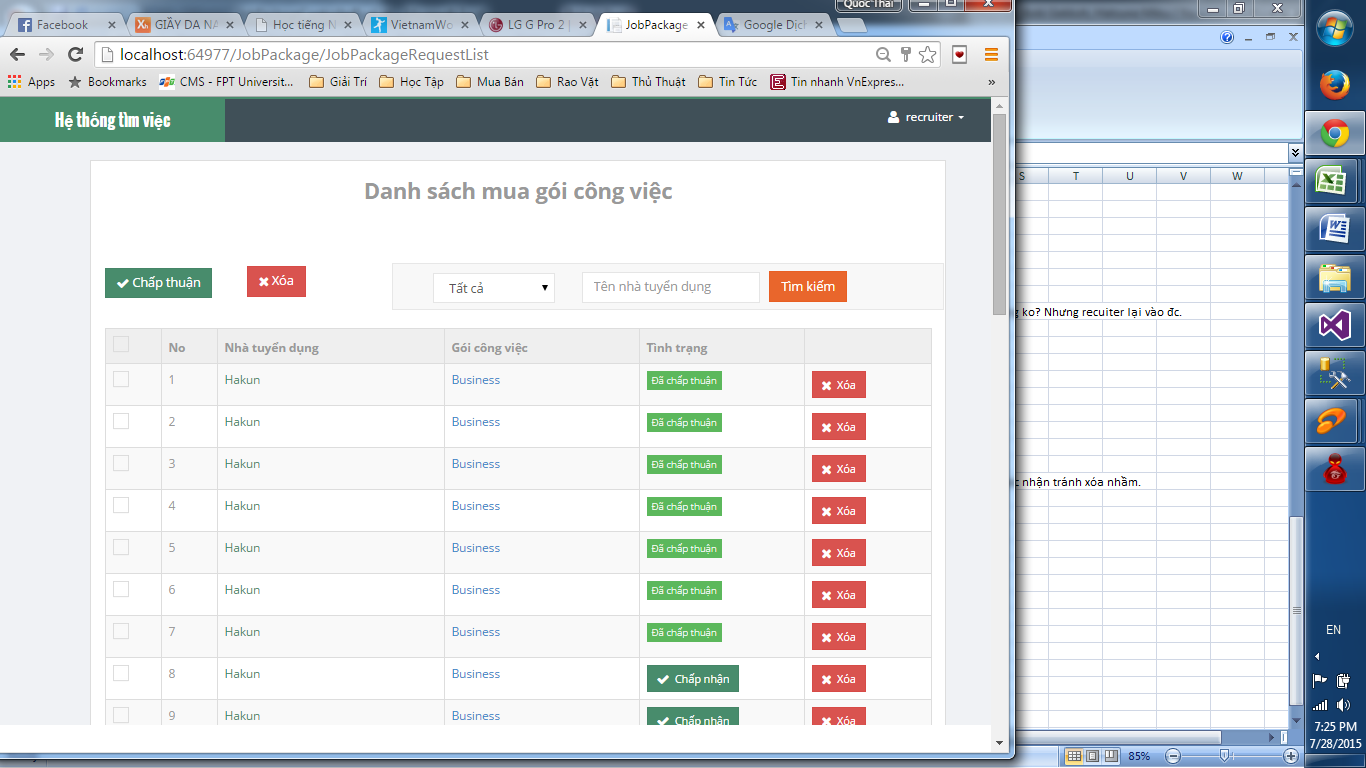 Quốc Thái
Facebook
GIÀY DA NA
Học tiếng N
VietnamWo
LG G Pro 2 |
JobPackage
Google Dịch
localhost:64977/JobPackage/JobPackageRequestList
Apps Bookmarks CMS - FPT Universit... Giải Trí Học Tập Mua Bán Rao Vặt Thủ Thuật Tin Tức Tin nhanh VnExpres... »
Hệ thống tìm việc
recruiter
Danh sách mua gói công việc
Chấp thuận Xóa Tất cả Tên nhà tuyển dụng Tìm kiếm
No Nhà tuyển dụng Gói công việc Tình trạng
1 Hakun Business Đã chấp thuận Xóa
2 Hakun Business Đã chấp thuận Xóa
3 Hakun Business Đã chấp thuận Xóa
4 Hakun Business Đã chấp thuận Xóa
5 Hakun Business Đã chấp thuận Xóa
6 Hakun Business Đã chấp thuận Xóa
7 Hakun Business Đã chấp thuận Xóa
8 Hakun Business Chấp nhận Xóa
9 Hakun Business Chấp nhận Xóa
S T U V W
ko? Nhưng recuiter lại vào đc.
nhận tránh xóa nhầm.
85%
EN
7:25 PM
7/28/2015